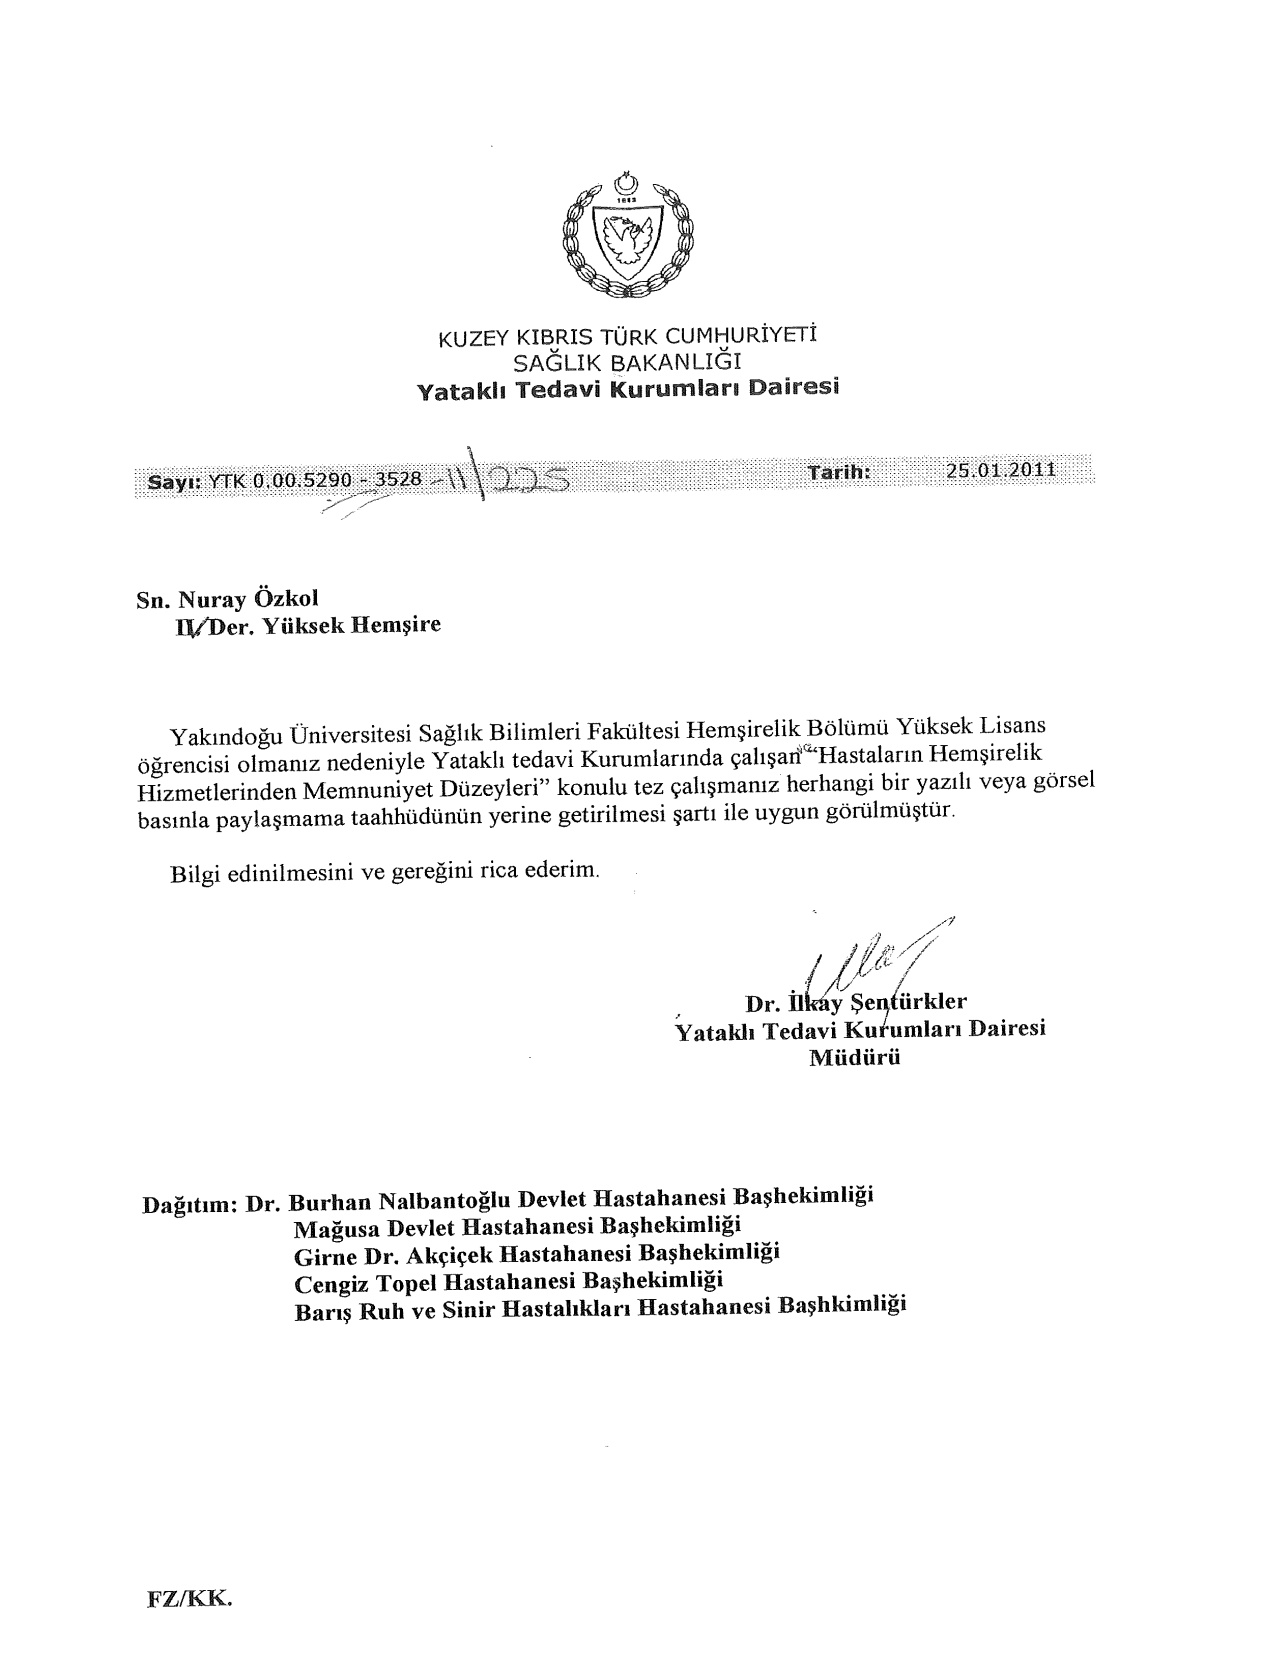 1983
KUZEY KIBRIS TÜRK CUMHURİYETİ
SAĞLIK BAKANLIĞI
Yataklı Tedavi Kurumları Dairesi
Sayı: YTK 0.00.5290 - 3528 -11/225 Tarih: 25.01.2011
Sn. Nuray Özkol
II/Der. Yüksek Hemşire
Yakındoğu Üniversitesi Sağlık Bilimleri Fakültesi Hemşirelik Bölümü Yüksek Lisans
öğrencisi olmanız nedeniyle Yataklı tedavi Kurumlarında çalışan “Hastaların Hemşirelik
Hizmetlerinden Memnuniyet Düzeyleri” konulu tez çalışmanız herhangi bir yazılı veya görsel
basınla paylaşmama taahhüdünün yerine getirilmesi şartı ile uygun görülmüştür.
Bilgi edinilmesini ve gereğini rica ederim.
Dr. İlkay Şentürkler
Yataklı Tedavi Kurumları Dairesi
Müdürü
Dağıtım: Dr. Burhan Nalbantoğlu Devlet Hastahanesi Başhekimliği
Mağusa Devlet Hastahanesi Başhekimliği
Girne Dr. Akçiçek Hastahanesi Başhekimliği
Cengiz Topel Hastahanesi Başhekimliği
Barış Ruh ve Sinir Hastalıkları Hastahanesi Başhkimliği
FZ/KK.